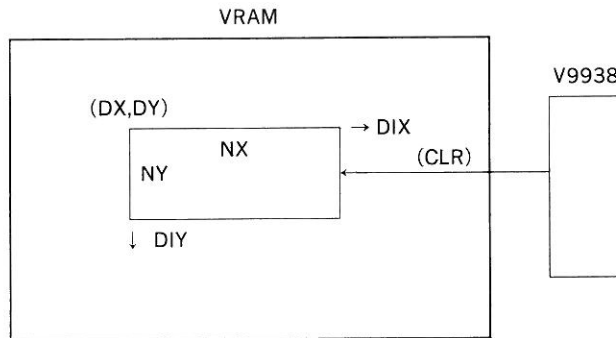 VRAM
V9938
(DX,DY)
→ DIX
NX
(CLR)
NY
↓ DIY